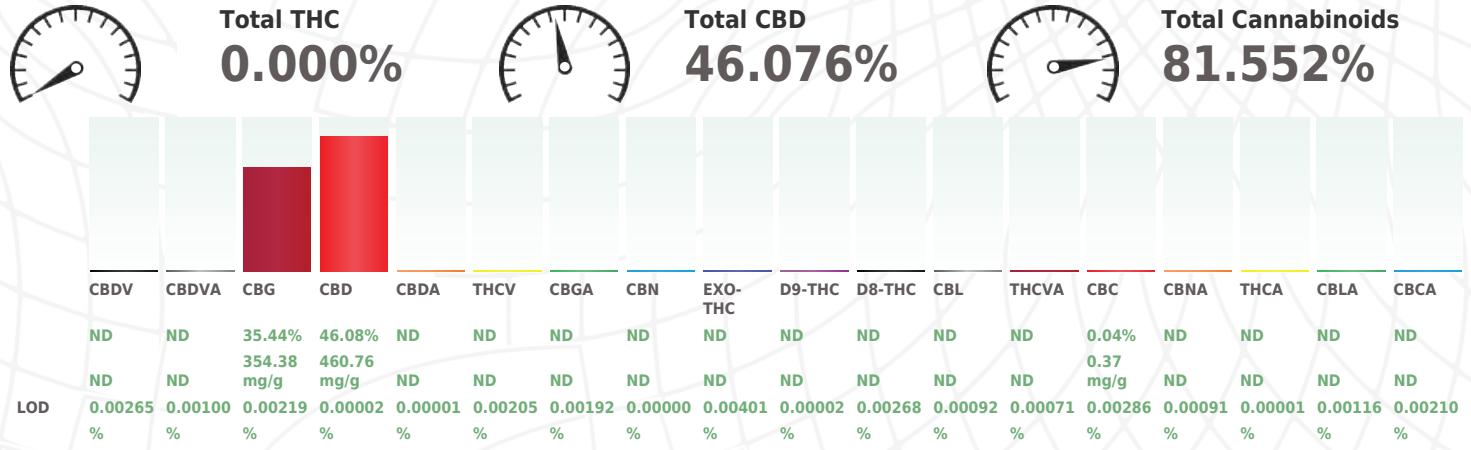 Total THC
0.000%
Total CBD
46.076%
Total Cannabinoids
81.552%
CBDV CBDVA CBG CBD CBDA THCV CBGA CBN EXO-THC D9-THC D8-THC CBL THCVA CBC CBNA THCA CBLA CBCA
ND ND 35.44% 46.08% ND ND ND ND ND ND ND ND ND 0.04% ND ND ND ND
ND ND 354.38 mg/g 460.76 mg/g ND ND ND ND ND ND ND ND ND 0.37 mg/g ND ND ND ND
LOD 0.00265 0.00100 0.00219 0.00002 0.00001 0.00205 0.00192 0.00000 0.00401 0.00002 0.00268 0.00092 0.00071 0.00286 0.00091 0.00001 0.00116 0.00210
% % % % % % % % % % % % % % % % % %